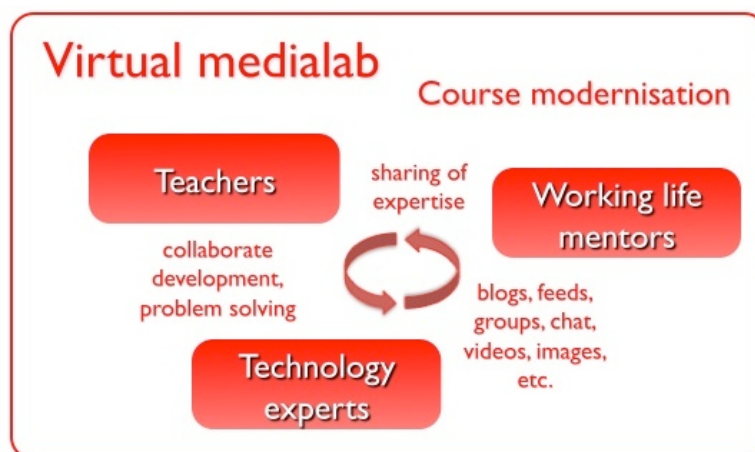 Virtual medialab
Course modernisation
Teachers
sharing of
expertise
Working life
mentors
collaborate
development,
problem solving
blogs, feeds,
groups, chat,
videos, images,
etc.
Technology
experts